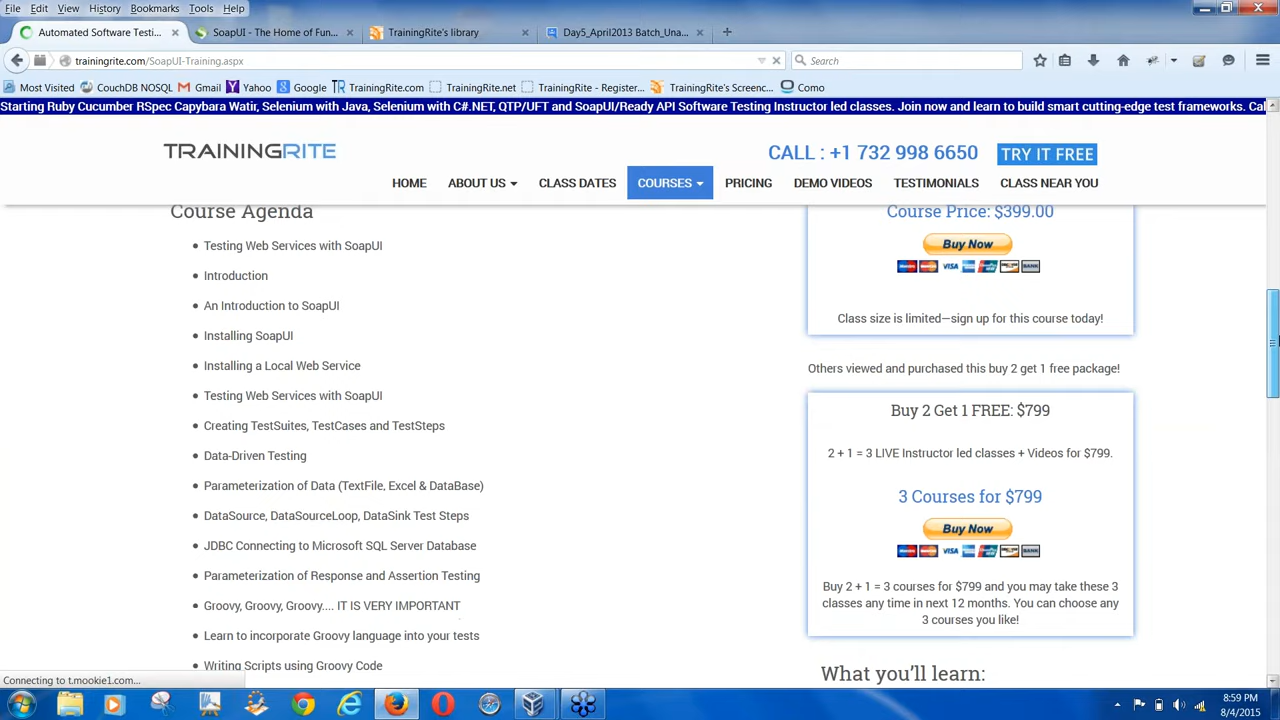 File Edit View History Bookmarks Tools Help
Automated Software Testi... SoapUI - The Home of Fun... TrainingRite's library Day5_April2013 Batch_Una...
trainingrite.com/SoapUI-Training.aspx Search
Most Visited CouchDB NOSQL Gmail Yahoo Google TrainingRite.com TrainingRite.net TrainingRite - Register... TrainingRite's Screenc... Como
Starting Ruby Cucumber RSpec Capybara Watir, Selenium with Java, Selenium with C#.NET, QTP/UFT and SoapUI/Ready API Software Testing Instructor led classes. Join now and learn to build smart cutting-edge test frameworks. Cal
TRAININGRITE
CALL : +1 732 998 6650 TRY IT FREE
HOME ABOUT US CLASS DATES COURSES PRICING DEMO VIDEOS TESTIMONIALS CLASS NEAR YOU
Course Agenda
Testing Web Services with SoapUI
Introduction
An Introduction to SoapUI
Installing SoapUI
Installing a Local Web Service
Testing Web Services with SoapUI
Creating TestSuites, TestCases and TestSteps
Data-Driven Testing
Parameterization of Data (TextFile, Excel & DataBase)
DataSource, DataSourceLoop, DataSink Test Steps
JDBC Connecting to Microsoft SQL Server Database
Parameterization of Response and Assertion Testing
Groovy, Groovy, Groovy.... IT IS VERY IMPORTANT
Learn to incorporate Groovy language into your tests
Writing Scripts using Groovy Code
Course Price: $399.00
Buy Now
VISA
Class size is limited—sign up for this course today!
Others viewed and purchased this buy 2 get 1 free package!
Buy 2 Get 1 FREE: $799
2 + 1 = 3 LIVE Instructor led classes + Videos for $799.
3 Courses for $799
Buy Now
VISA
Buy 2 + 1 = 3 courses for $799 and you may take these 3
classes any time in next 12 months. You can choose any
3 courses you like!
What you'll learn:
Connecting to t.mookie1.com...
8:59 PM
8/4/2015